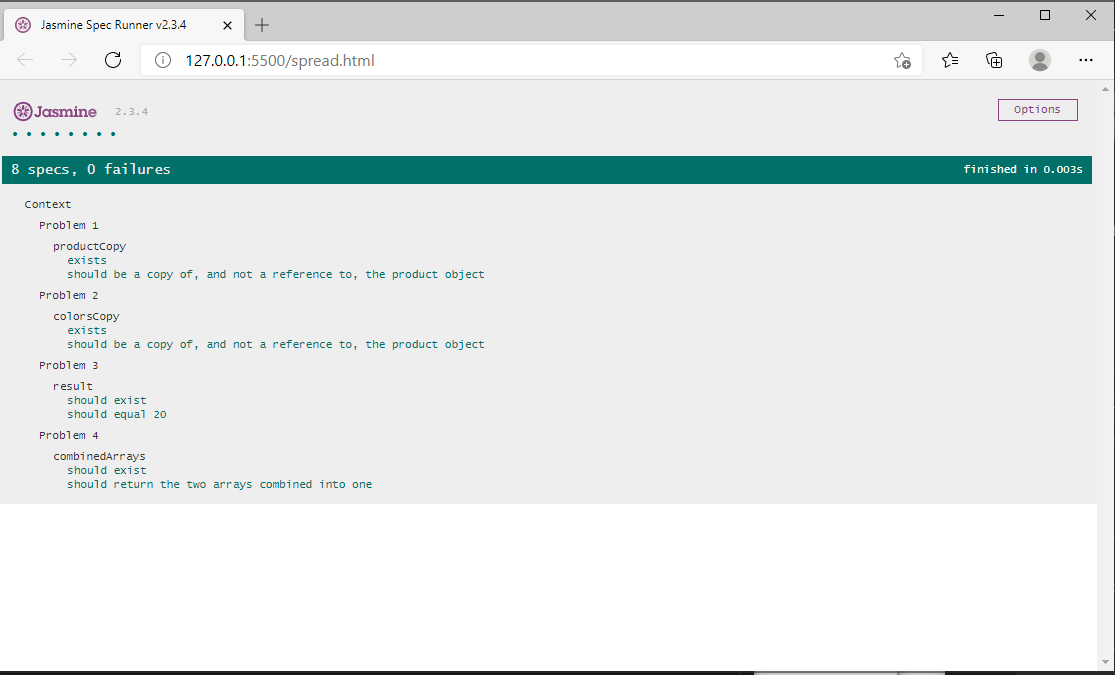 Jasmine Spec Runner v2.3.4
127.0.0.1:5500/spread.html
Jasmine 2.3.4
Options
8 specs, 0 failures finished in 0.003s
Context
Problem 1
productCopy
exists
should be a copy of, and not a reference to, the product object
Problem 2
colorsCopy
exists
should be a copy of, and not a reference to, the product object
Problem 3
result
should exist
should equal 20
Problem 4
combinedArrays
should exist
should return the two arrays combined into one